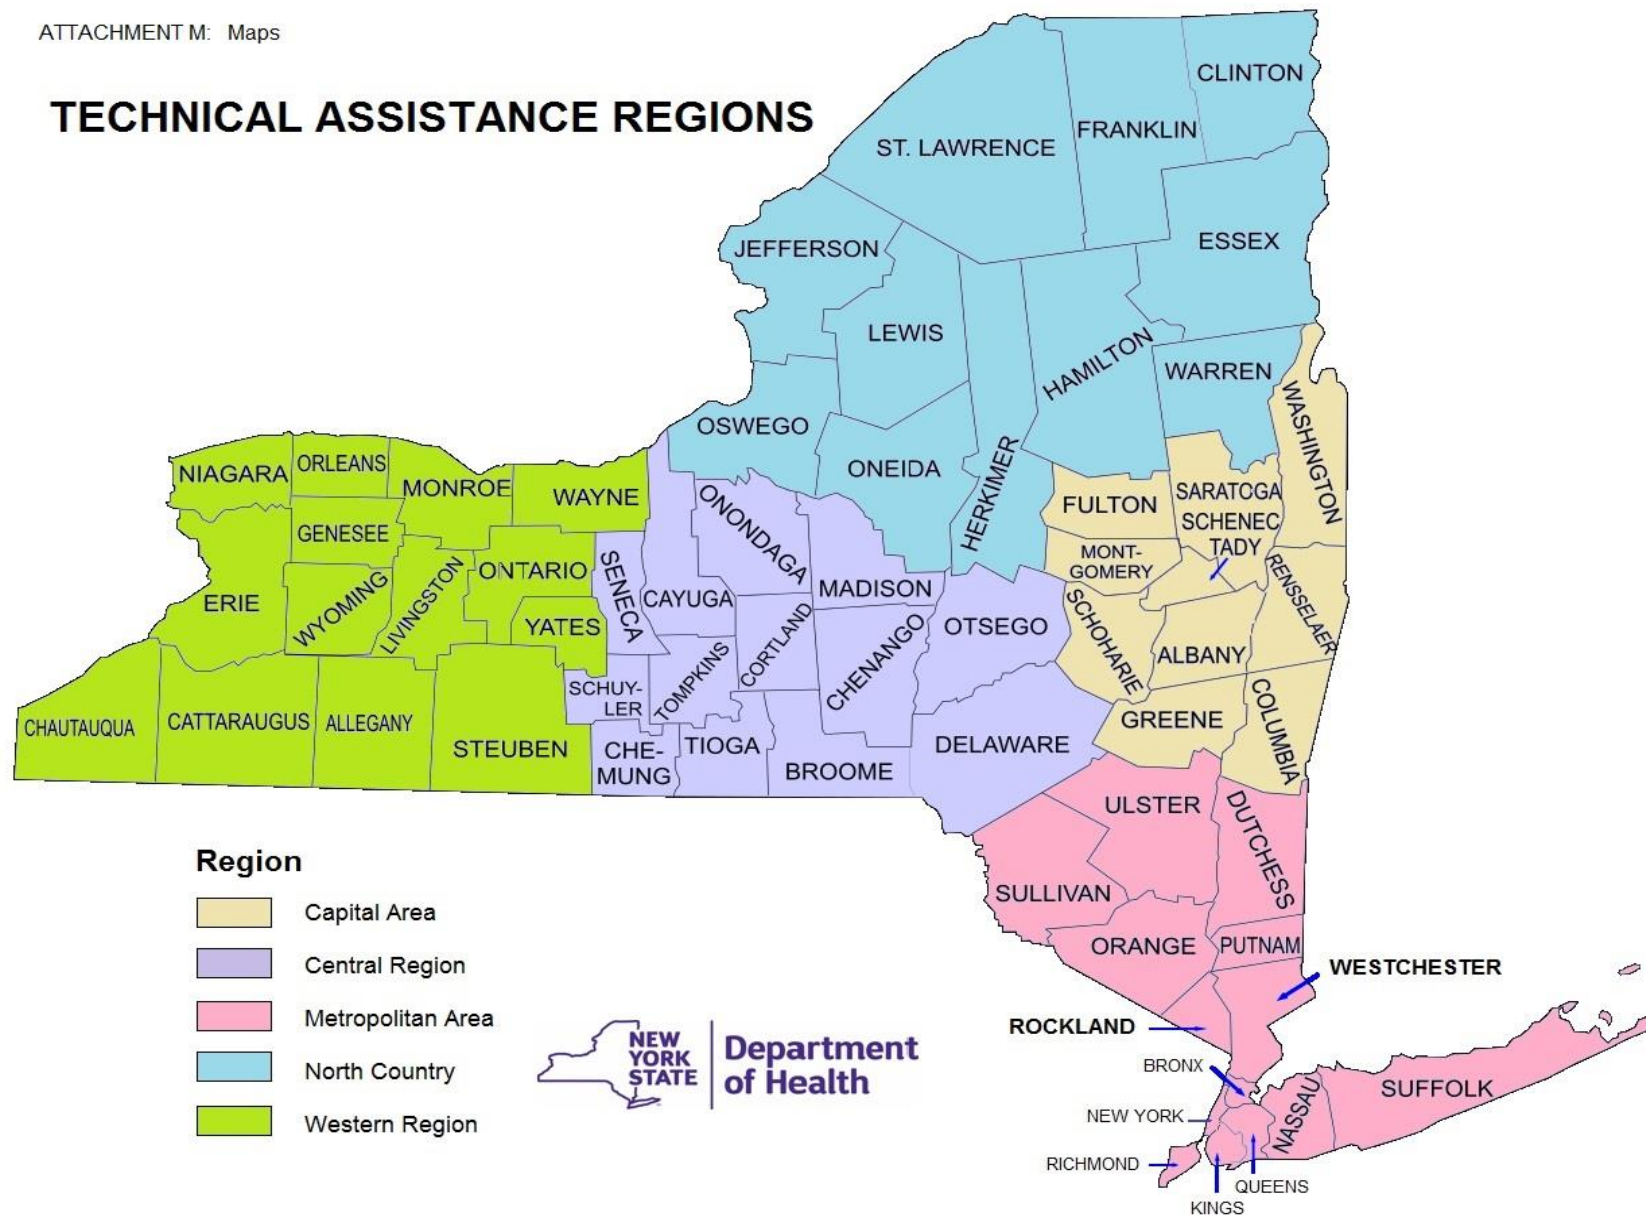 ATTACHMENT M: Maps
TECHNICAL ASSISTANCE REGIONS
CLINTON
FRANKLIN
ST. LAWRENCE
ESSEX
JEFFERSON
LEWIS
HAMILTON
WARREN
WASHINGTON
OSWEGO
ONEIDA
HERKIMER
NIAGARA
ORLEANS
MONROE
WAYNE
ONONDAGA
FULTON
SARATOGA
SCHENEC
TADY
GENESEE
MONT-
GOMERY
RENSSELAER
ERIE
WYOMING
LIVINGSTON
ONTARIO
YATES
SENECA
CAYUGA
MADISON
CORTLAND
CHENANGO
OTSEGO
SCHOHARIE
ALBANY
CHAUTAUQUA
CATTARAUGUS
ALLEGANY
STEUBEN
SCHUY-
LER
TOMPKINS
CHE-
MUNG
TIOGA
BROOME
DELAWARE
GREENE
COLUMBIA
ULSTER
DUTCHESS
SULLIVAN
ORANGE
PUTNAM
WESTCHESTER
ROCKLAND
BRONX
NEW YORK
RICHMOND
KINGS
QUEENS
NASSAU
SUFFOLK
Region
Capital Area
Central Region
Metropolitan Area
North Country
Western Region
NEW
YORK
STATE
Department
of Health